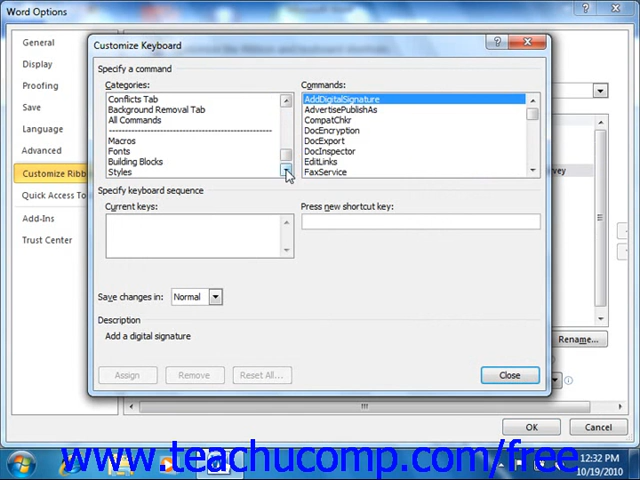 Word Options
General
Display
Proofing
Save
Language
Advanced
Customize Ribb
Quick Access To
Add-Ins
Trust Center
Customize Keyboard
Specify a command
Categories:
Conflicts Tab
Background Removal Tab
All Commands
Macros
Fonts
Building Blocks
Styles
Commands:
AddDigitalSignature
AdvertisePublishAs
CompatChkr
DocEncryption
DocExport
DocInspector
EditLinks
FaxService
Specify keyboard sequence
Current keys:
Press new shortcut key:
Save changes in:
Normal
Description
Add a digital signature
Assign
Remove
Reset All...
Close
vey
Rename...
OK
Cancel
www.teachucomp.com/free
12:32 PM
10/19/2010